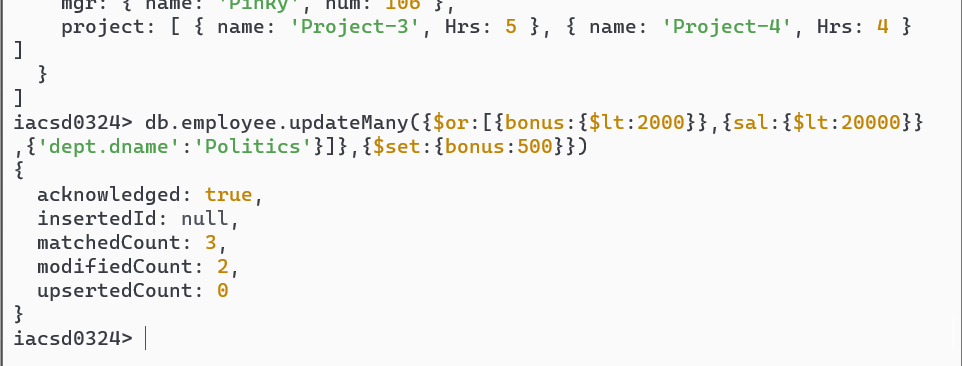 mgr: { name: 'Pinky', num: 106 },
project: [ { name: 'Project-3', Hrs: 5 }, { name: 'Project-4', Hrs: 4 }
]
}
]
iacsd0324> db.employee.updateMany({$or:[{bonus:{$lt:2000}},{sal:{$lt:20000}}
,{'dept.dname':'Politics'}]},{$set:{bonus:500}})
{
acknowledged: true,
insertedId: null,
matchedCount: 3,
modifiedCount: 2,
upsertedCount: 0
}
iacsd0324>